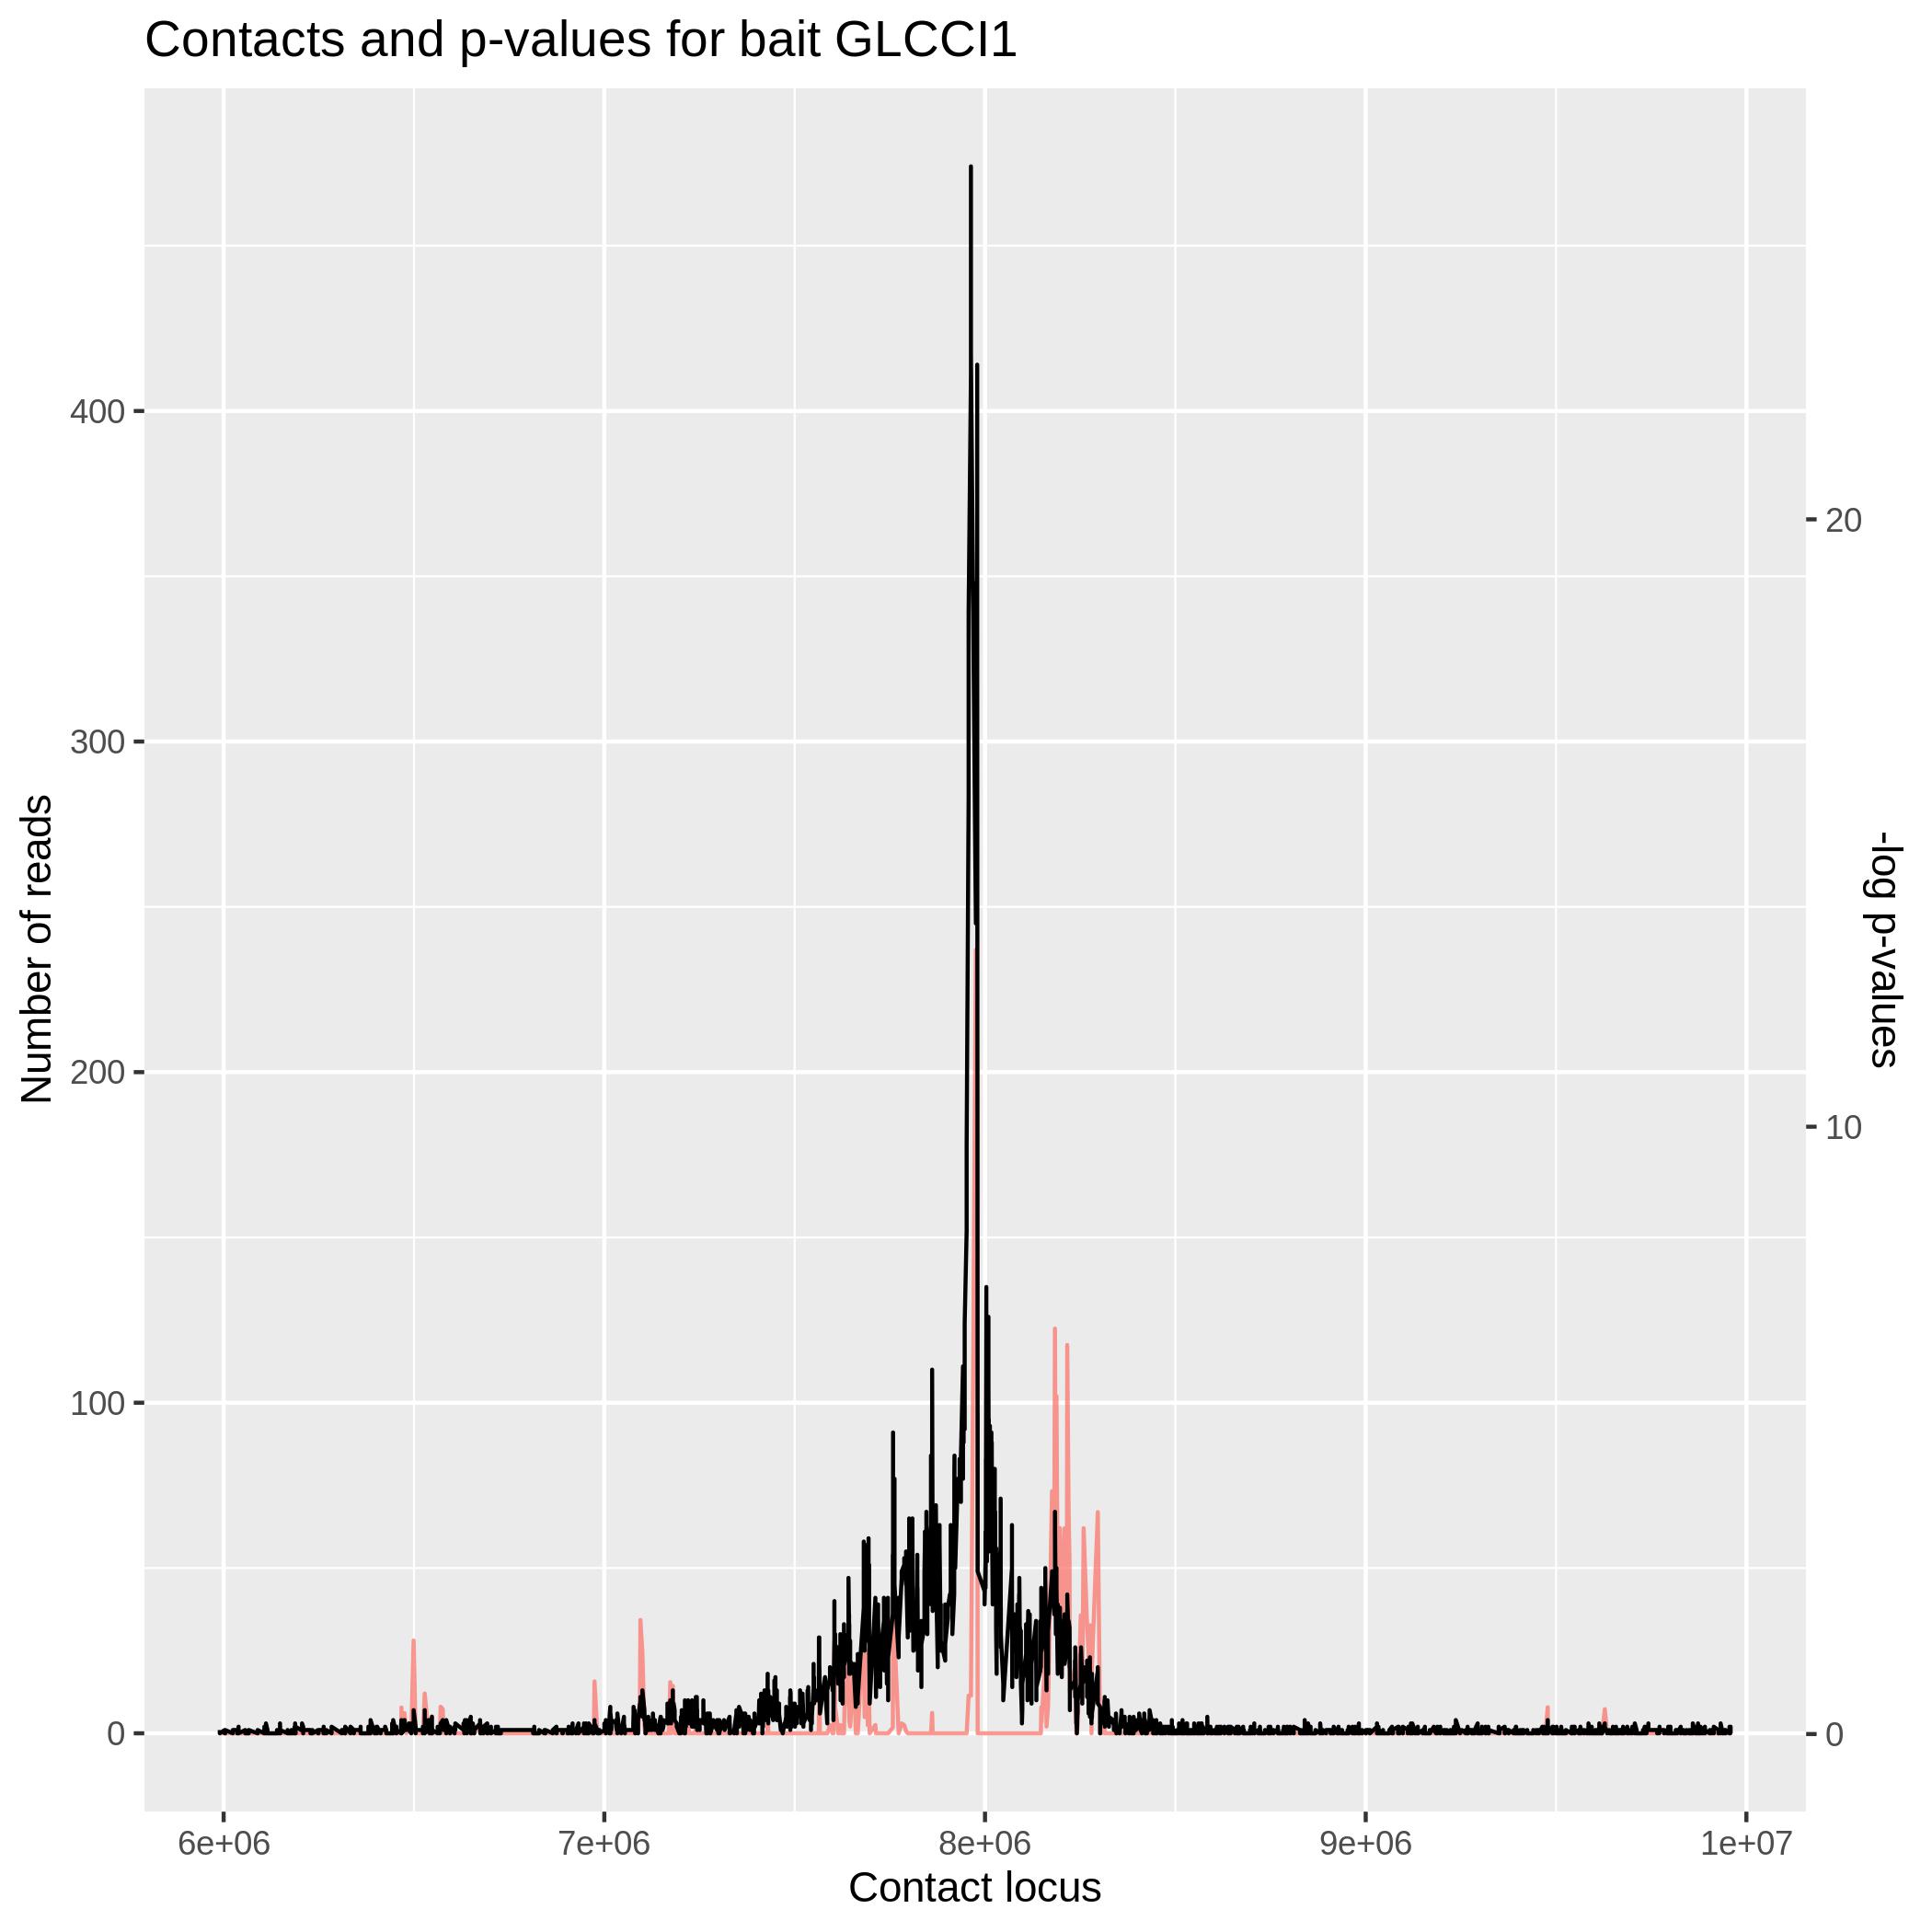 Contacts and p-values for bait GLCCI1
Number of reads
400
300
200
100
0
20
10
0
-log p-values
6e+06 7e+06 8e+06 9e+06 1e+07
Contact locus